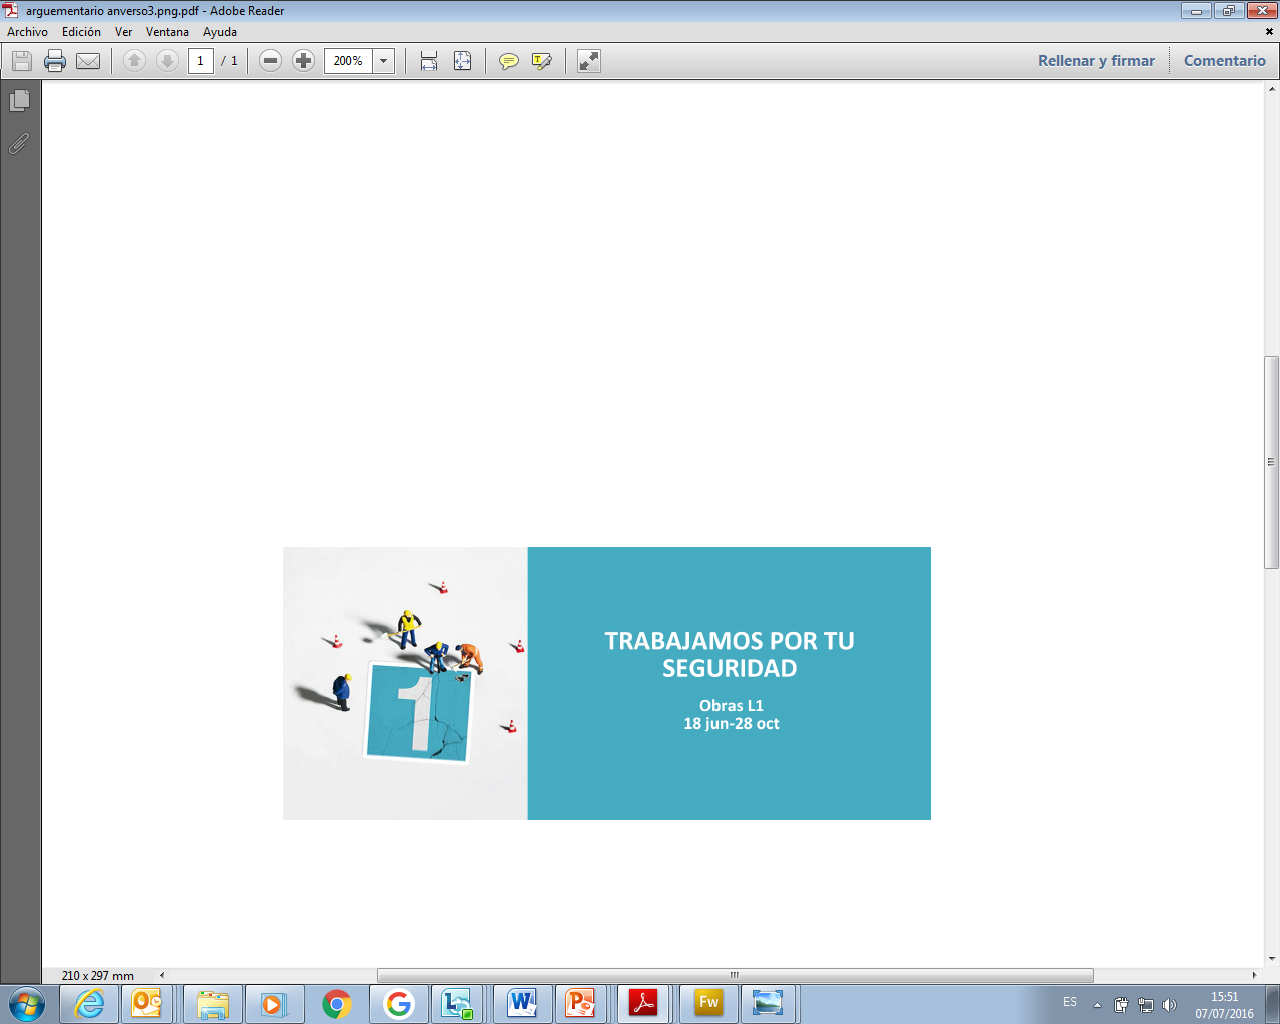 arguementario anverso3.png.pdf - Adobe Reader
Archivo Edición Ver Ventana Ayuda
1 / 1 200% Rellenar y firmar Comentario
1
TRABAJAMOS POR TU
SEGURIDAD
Obras L1
18 jun-28 oct
210 x 297 mm
ES 15:51
07/07/2016